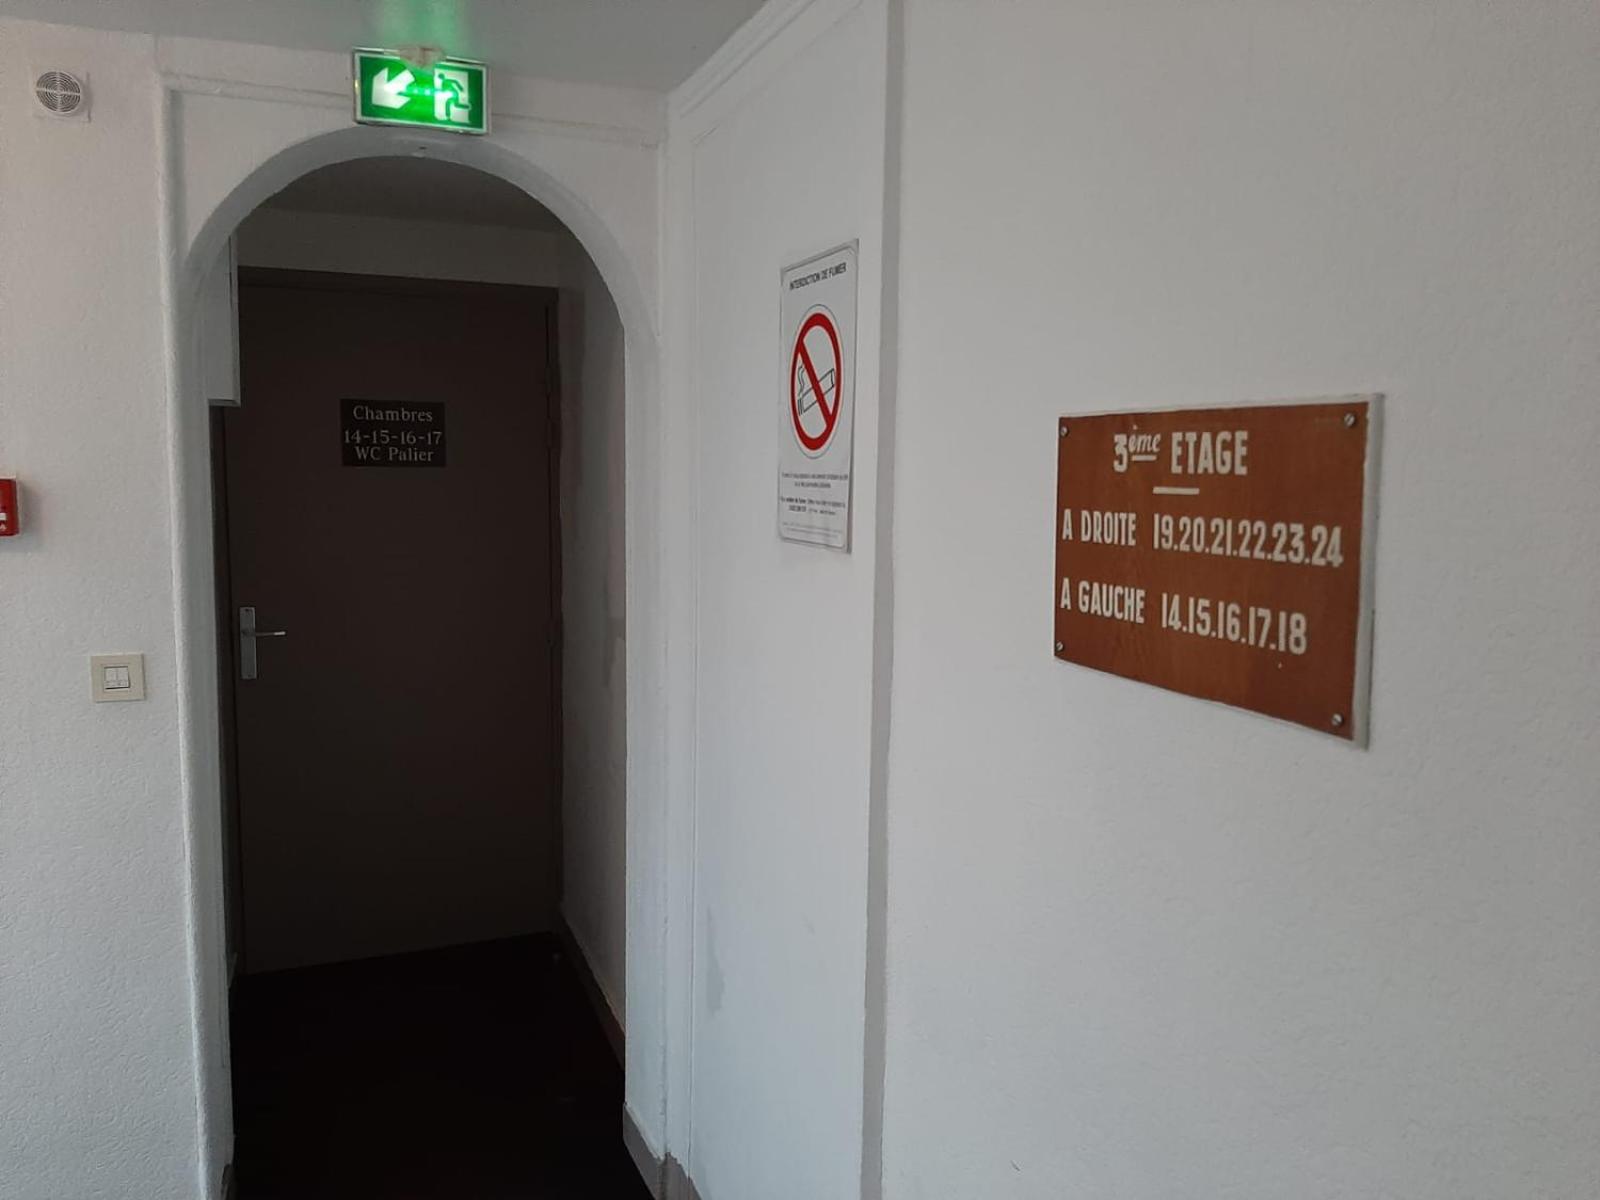 Chambres
14-15-16-17
WC Palier
INTERDICTION DE FUMER
3ème ETAGE
A DROITE 19.20.21.22.23.24
A GAUCHE 14.15.16.17.18